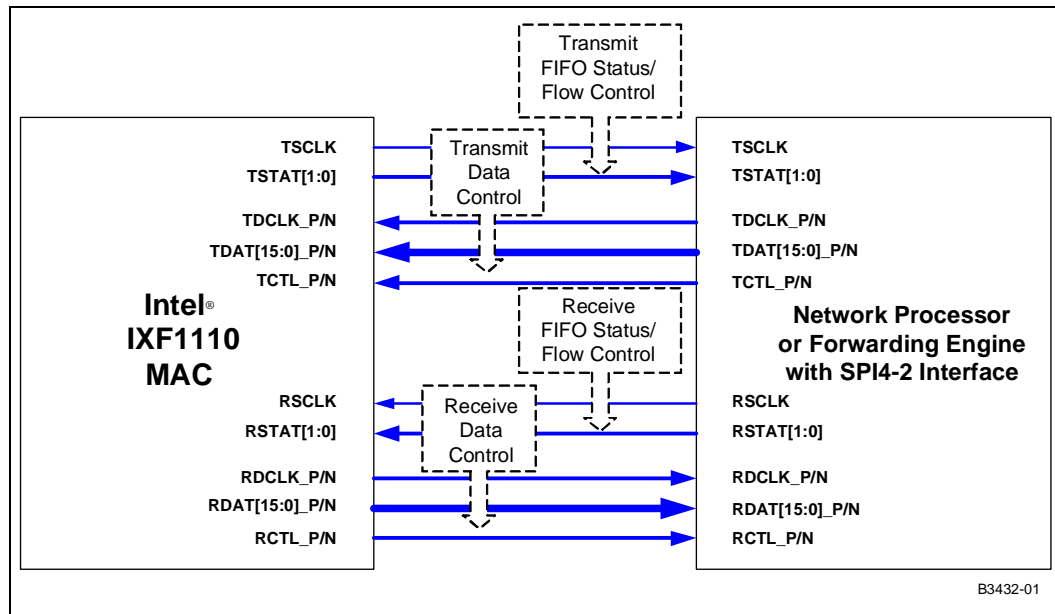 Transmit
FIFO Status/
Flow Control
TSCLK
Transmit
Data
Control
TSCLK
TSTAT[1:0]
TSTAT[1:0]
TDCLK_P/N
TDCLK_P/N
TDAT[15:0]_P/N
TDAT[15:0]_P/N
TCTL_P/N
TCTL_P/N
Intel®
IXF1110
MAC
Receive
FIFO Status/
Flow Control
Network Processor
or Forwarding Engine
with SPI4-2 Interface
RSCLK
Receive
Data
Control
RSCLK
RSTAT[1:0]
RSTAT[1:0]
RDCLK_P/N
RDCLK_P/N
RDAT[15:0]_P/N
RDAT[15:0]_P/N
RCTL_P/N
RCTL_P/N
B3432-01